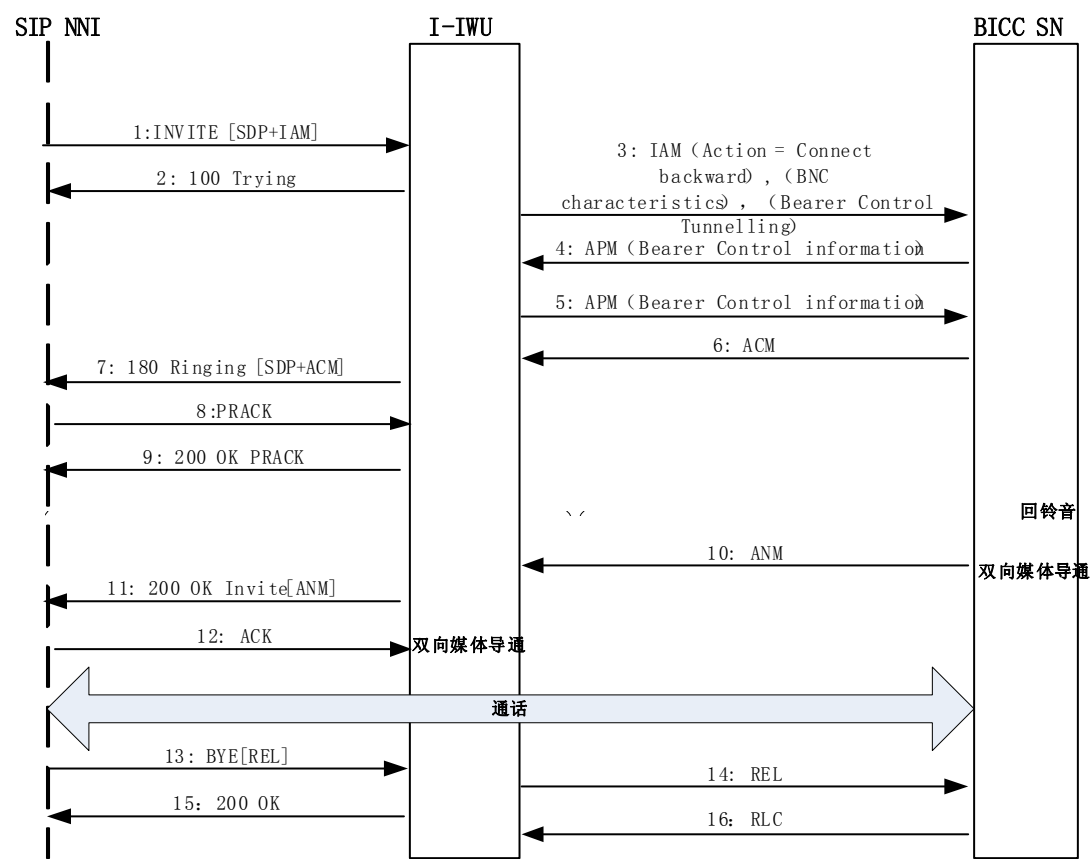 SIP NNI
I-IWU
BICC SN
1:INVITE [SDP+IAM]
2: 100 Trying
3: IAM（Action = Connect
backward）,（BNC
characteristics），（Bearer Control
Tunnelling）
4: APM（Bearer Control information）
5: APM（Bearer Control information）
6: ACM
7: 180 Ringing [SDP+ACM]
8:PRACK
9: 200 OK PRACK
回铃音
10: ANM
双向媒体导通
11: 200 OK Invite[ANM]
12: ACK
双向媒体导通
通话
13: BYE[REL]
14: REL
15: 200 OK
16: RLC